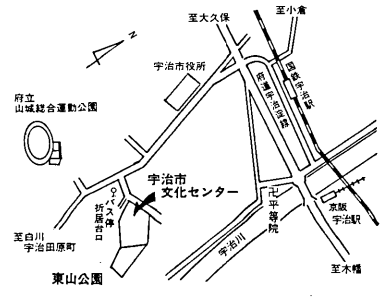 至大久保
至小倉
N
宇治市役所
府道宇治淀線
国鉄宇治駅
府立
山城総合運動公園
バス停
折居台口
宇治市
文化センター
卍平等院
京阪
宇治駅
至白川
宇治田原町
宇治川
東山公園
至木幡